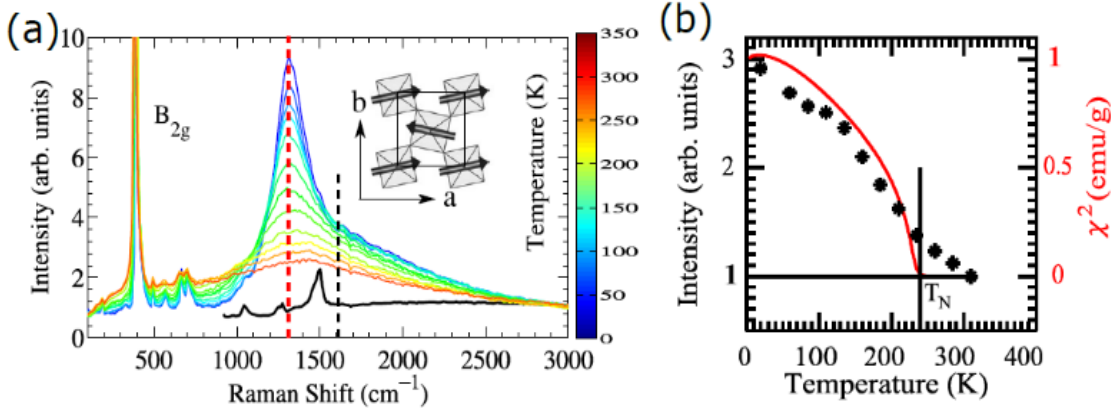 (a)
10
8
6
4
2
0
Intensity (arb. units)
B2g
b
a
500
1000
1500
2000
2500
3000
Raman Shift (cm⁻¹)
350
300
250
200
150
100
50
0
Temperature (K)
(b)
3
2
1
Intensity (arb. units)
TN
0
100
200
300
400
Temperature (K)
1
0.5
0
χ² (cmu/g)